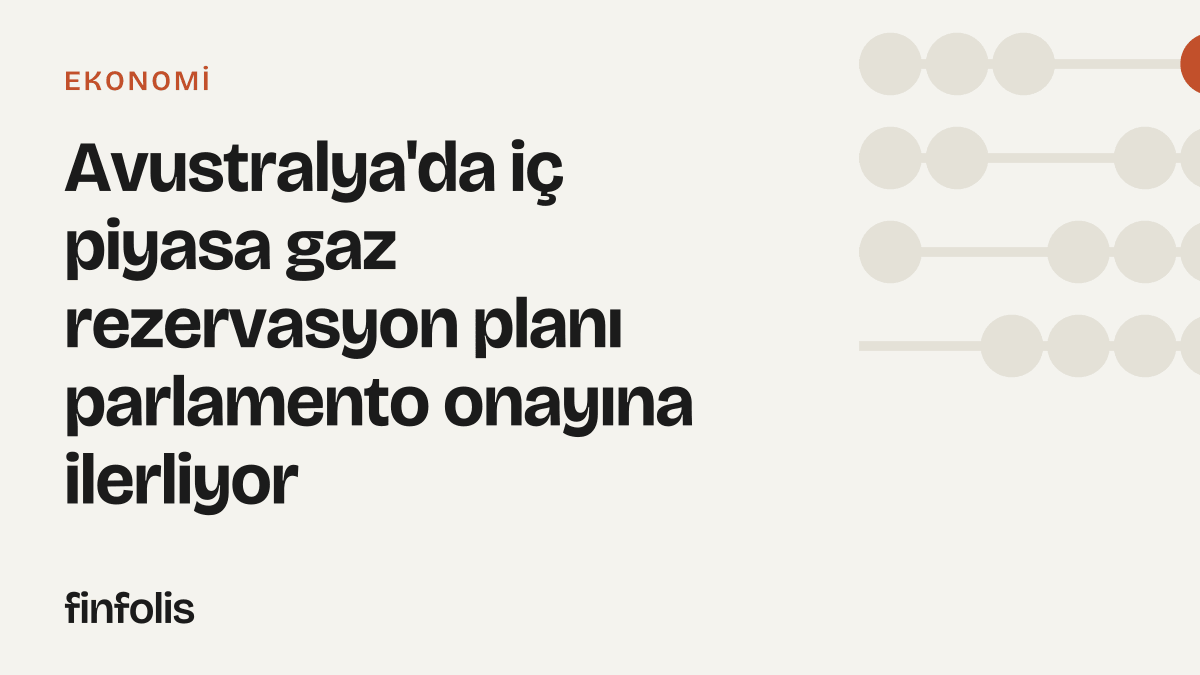 EKONOMİ
Avustralya'da iç
piyasa gaz
rezervasyon planı
parlamento onayına
ilerliyor
finfolis